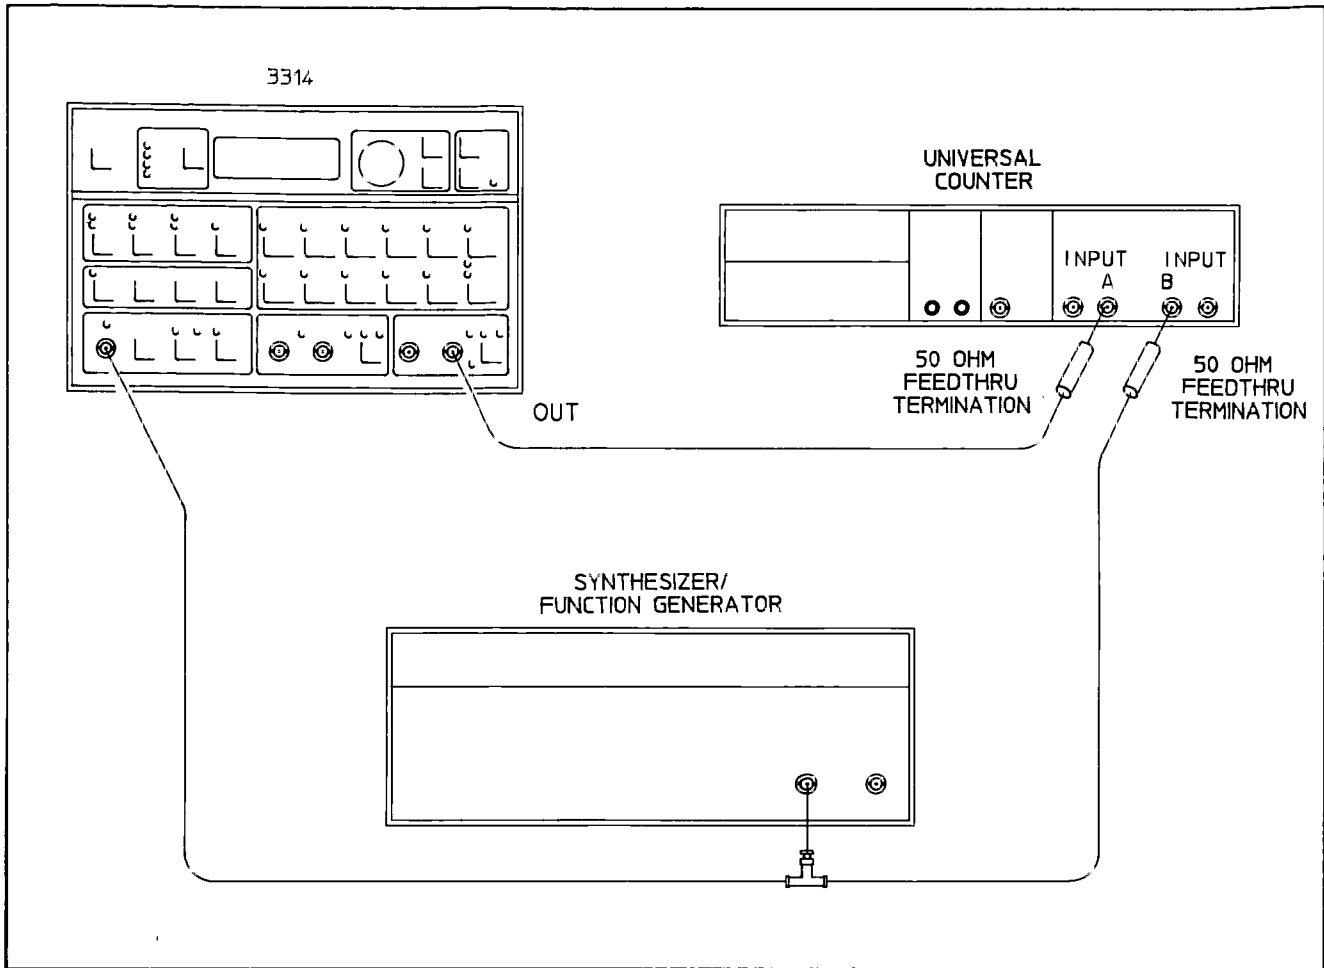 3314
UNIVERSAL
COUNTER
INPUT INPUT
A B
50 OHM
FEEDTHRU
TERMINATION
50 OHM
FEEDTHRU
TERMINATION
OUT
SYNTHESIZER/
FUNCTION GENERATOR